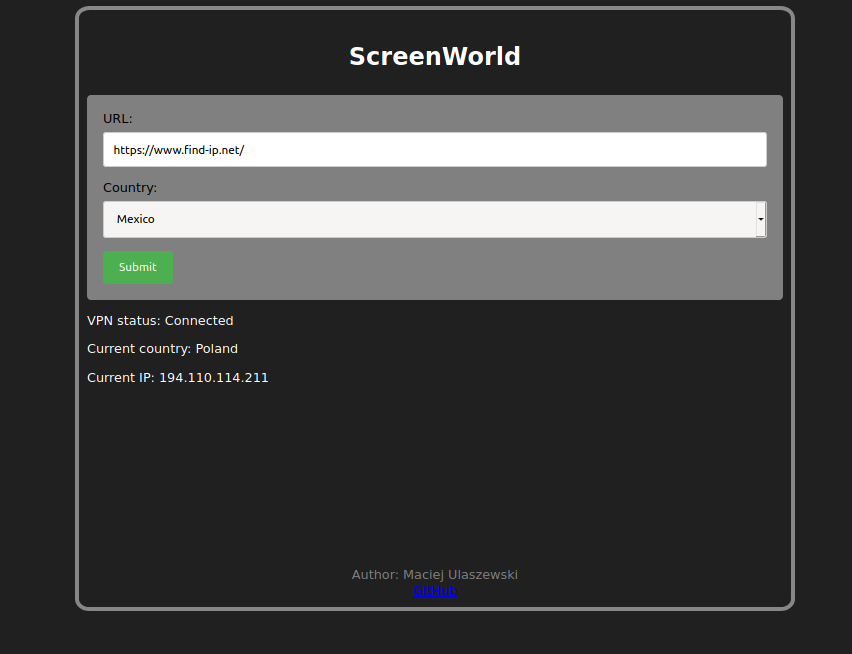 ScreenWorld
URL:
https://www.find-ip.net/
Country:
Mexico
Submit
VPN status: Connected
Current country: Poland
Current IP: 194.110.114.211
Author: Maciej Ulaszewski
GitHub